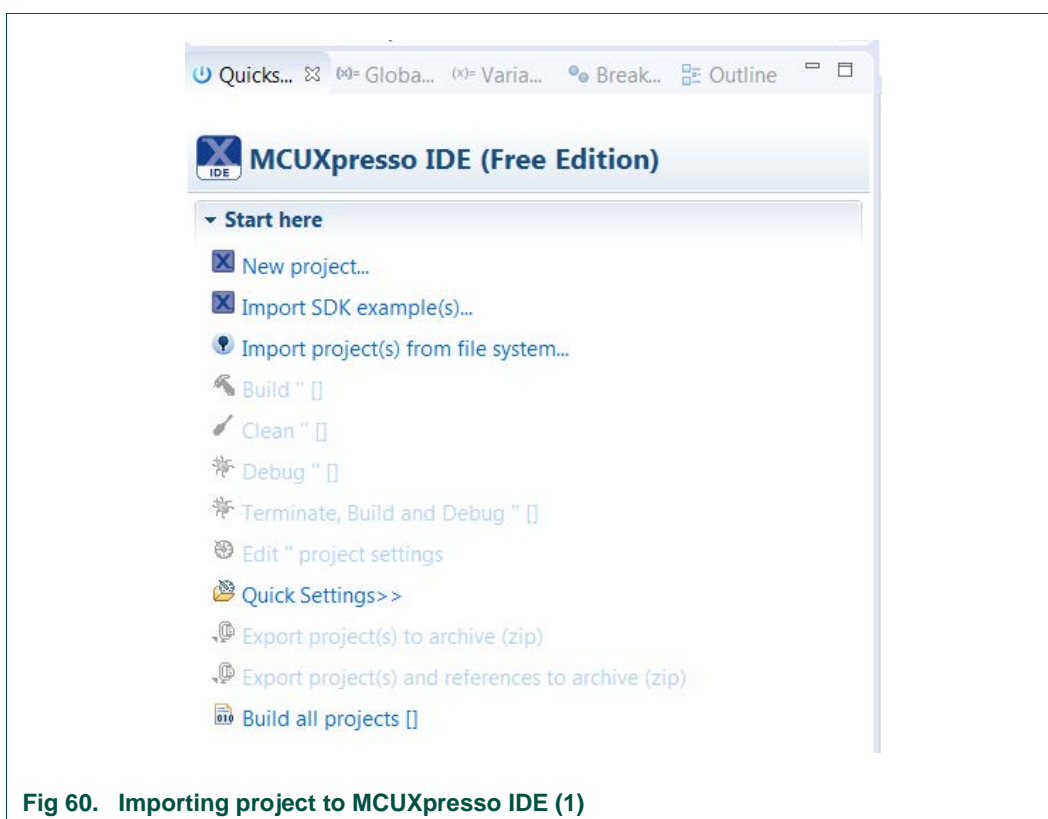 Quicks... (x)= Globa... (x)= Varia... Break... Outline
IDE
MCUXpresso IDE (Free Edition)
Start here
New project...
Import SDK example(s)...
Import project(s) from file system...
Build '' []
Clean '' []
Debug '' []
Terminate, Build and Debug '' []
Edit '' project settings
Quick Settings>>
Export project(s) to archive (zip)
Export project(s) and references to archive (zip)
010 Build all projects []
Fig 60. Importing project to MCUXpresso IDE (1)